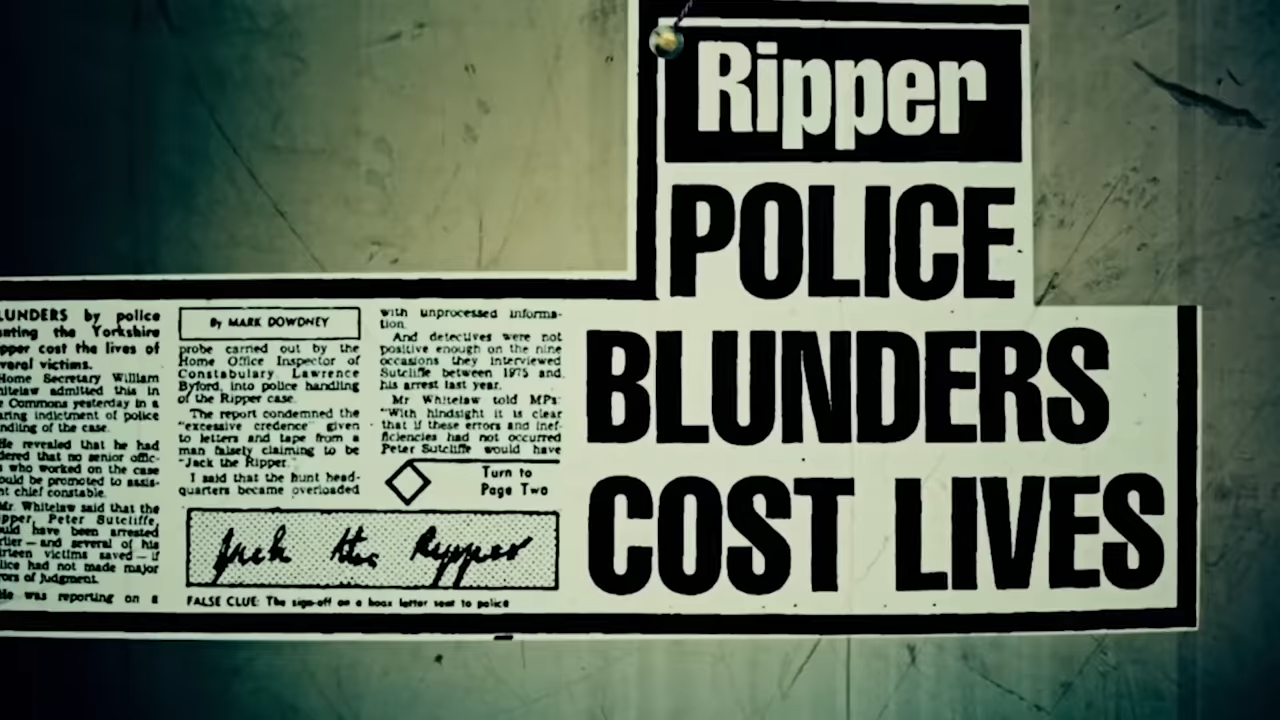 Ripper
POLICE
BLUNDERS
COST LIVES
LUNDERS by police
nting the Yorkshire
pper cost the lives of
veral victims.
Home Secretary William
hitelaw admitted this in
e Commons yesterday in a
aring indictment of police
ndling of the case.
He revealed that he had
dered that no senior offic-
s who worked on the case
ould be promoted to assis-
nt chief constable.
Mr. Whitelaw said that the
pper, Peter Sutcliffe,
uld have been arrested
rlier — and several of his
irteen victims saved — if
lice had not made major
rors of judgment.
He was reporting on a
By MARK DOWDNEY
probe carried out by the
Home Office Inspector of
Constabulary Lawrence
Byford, into police handling
of the Ripper case.
The report condemned the
"excessive credence" given
to letters and tape from a
man falsely claiming to be
"Jack the Ripper."
I said that the hunt head-
quarters became overloaded
with unprocessed informa-
tion.
And detectives were not
positive enough on the nine
occasions they interviewed
Sutcliffe between 1975 and
his arrest last year.
Mr Whitelaw told MPs:
"With hindsight it is clear
that if these errors and inef-
ficiencies had not occurred
Peter Sutcliffe would have
Turn to
Page Two
Jack the Ripper
FALSE CLUE: The sign-off on a hoax letter sent to police